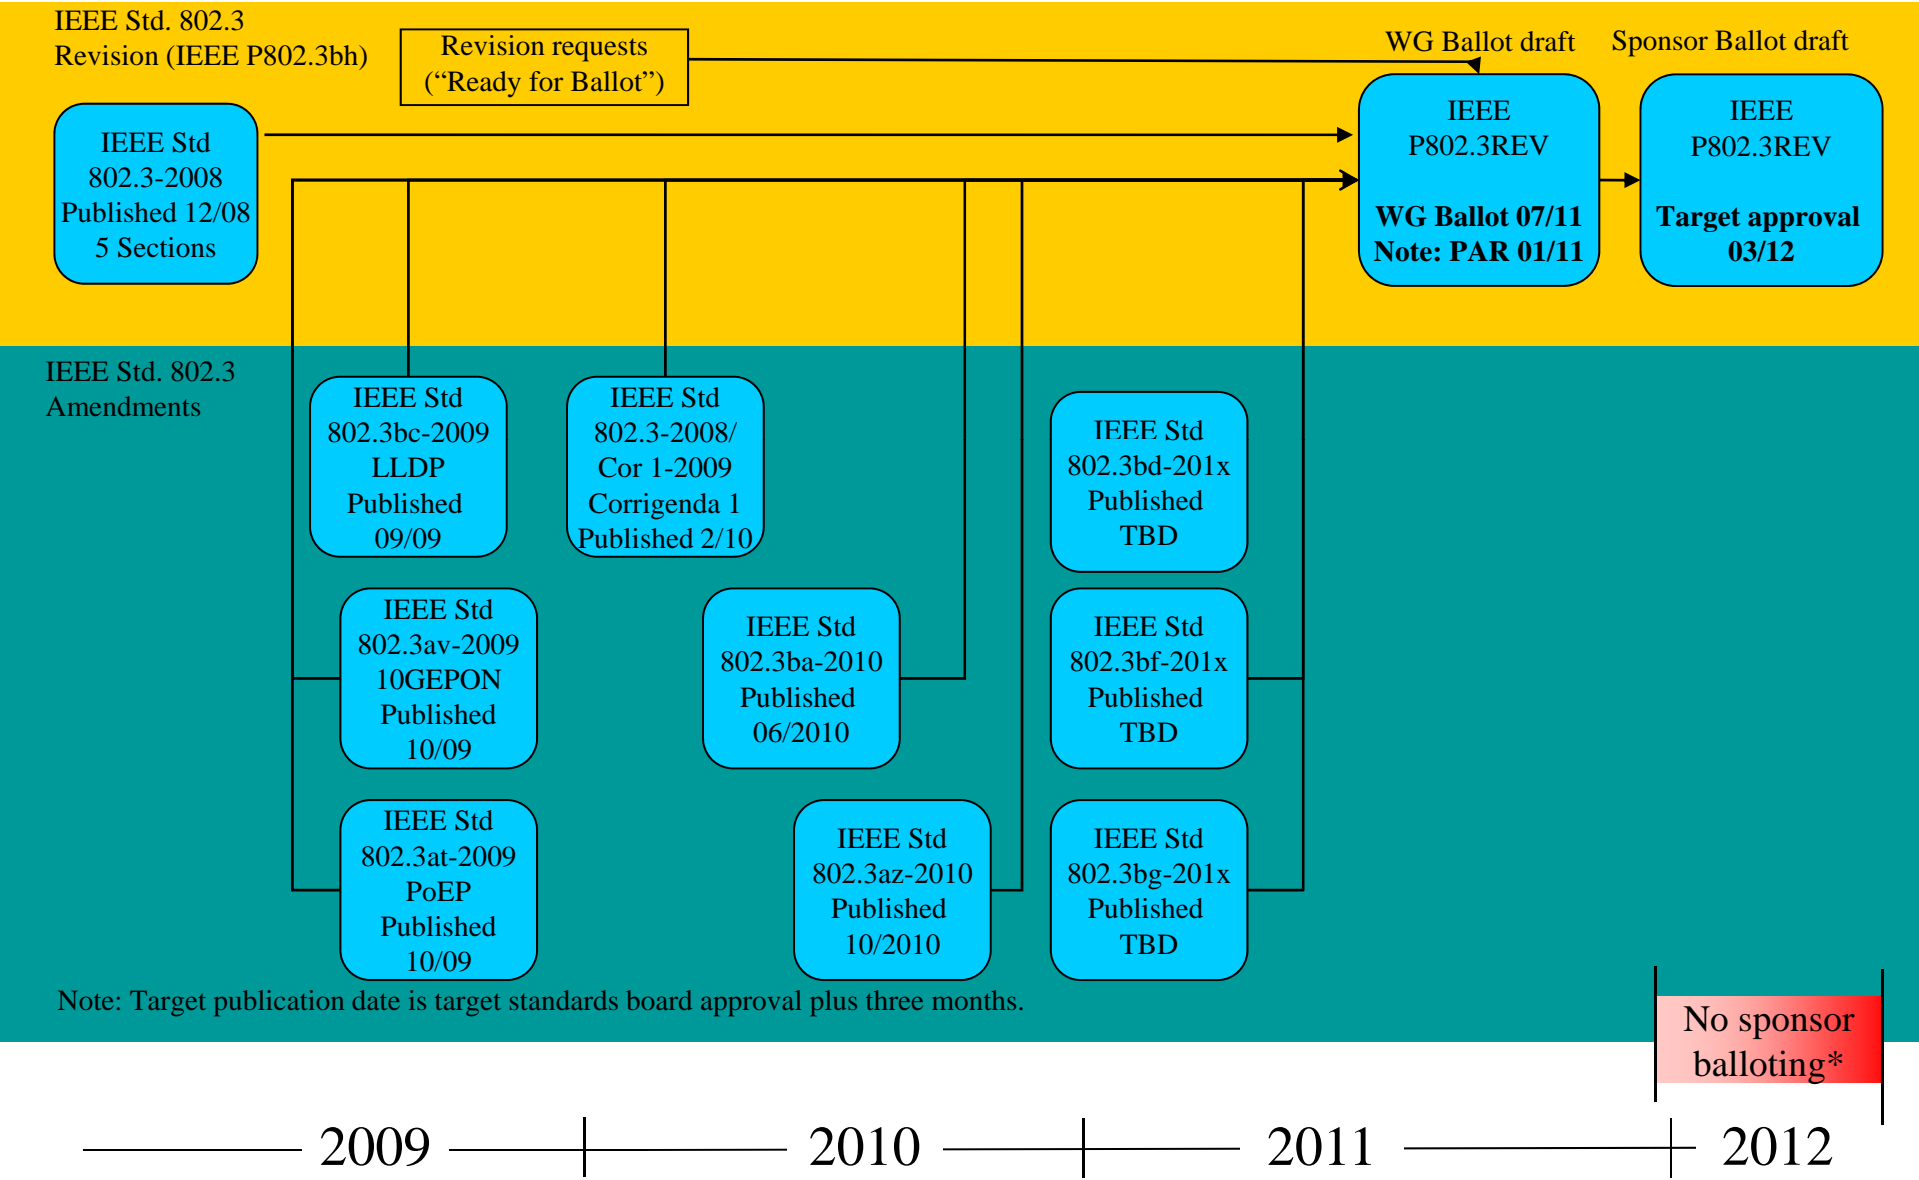 IEEE Std. 802.3
Revision (IEEE P802.3bh)
Revision requests
(“Ready for Ballot”)
WG Ballot draft
Sponsor Ballot draft
IEEE Std
802.3-2008
Published 12/08
5 Sections
IEEE
P802.3REV
WG Ballot 07/11
Note: PAR 01/11
IEEE
P802.3REV
Target approval
03/12
IEEE Std. 802.3
Amendments
IEEE Std
802.3bc-2009
LLDP
Published
09/09
IEEE Std
802.3-2008/
Cor 1-2009
Corrigenda 1
Published 2/10
IEEE Std
802.3bd-201x
Published
TBD
IEEE Std
802.3av-2009
10GEPON
Published
10/09
IEEE Std
802.3ba-2010
Published
06/2010
IEEE Std
802.3bf-201x
Published
TBD
IEEE Std
802.3at-2009
PoEP
Published
10/09
IEEE Std
802.3az-2010
Published
10/2010
IEEE Std
802.3bg-201x
Published
TBD
Note: Target publication date is target standards board approval plus three months.
No sponsor
balloting*
2009
2010
2011
2012